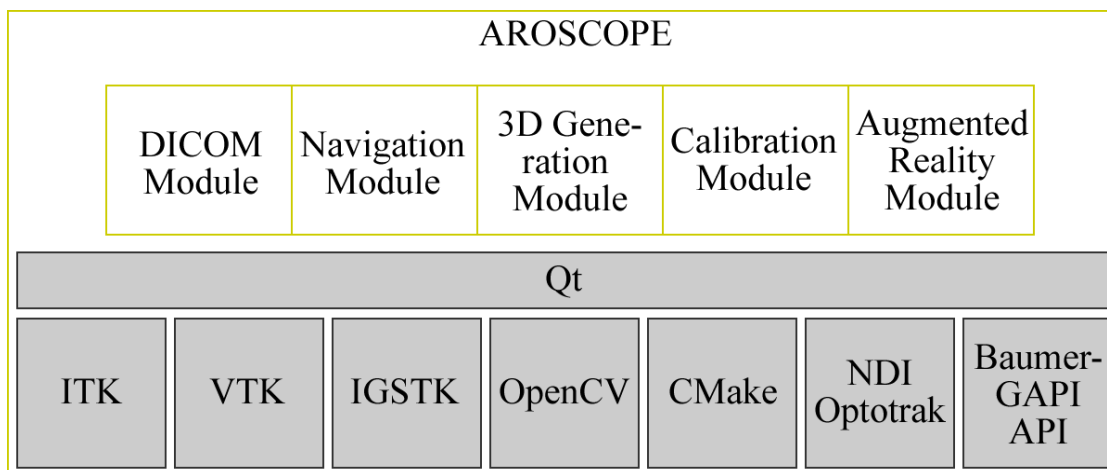 AROSCOPE
DICOM
Module
Navigation
Module
3D Gene-
ration
Module
Calibration
Module
Augmented
Reality
Module
Qt
ITK
VTK
IGSTK
OpenCV
CMake
NDI
Optotrak
Baumer-
GAPI
API